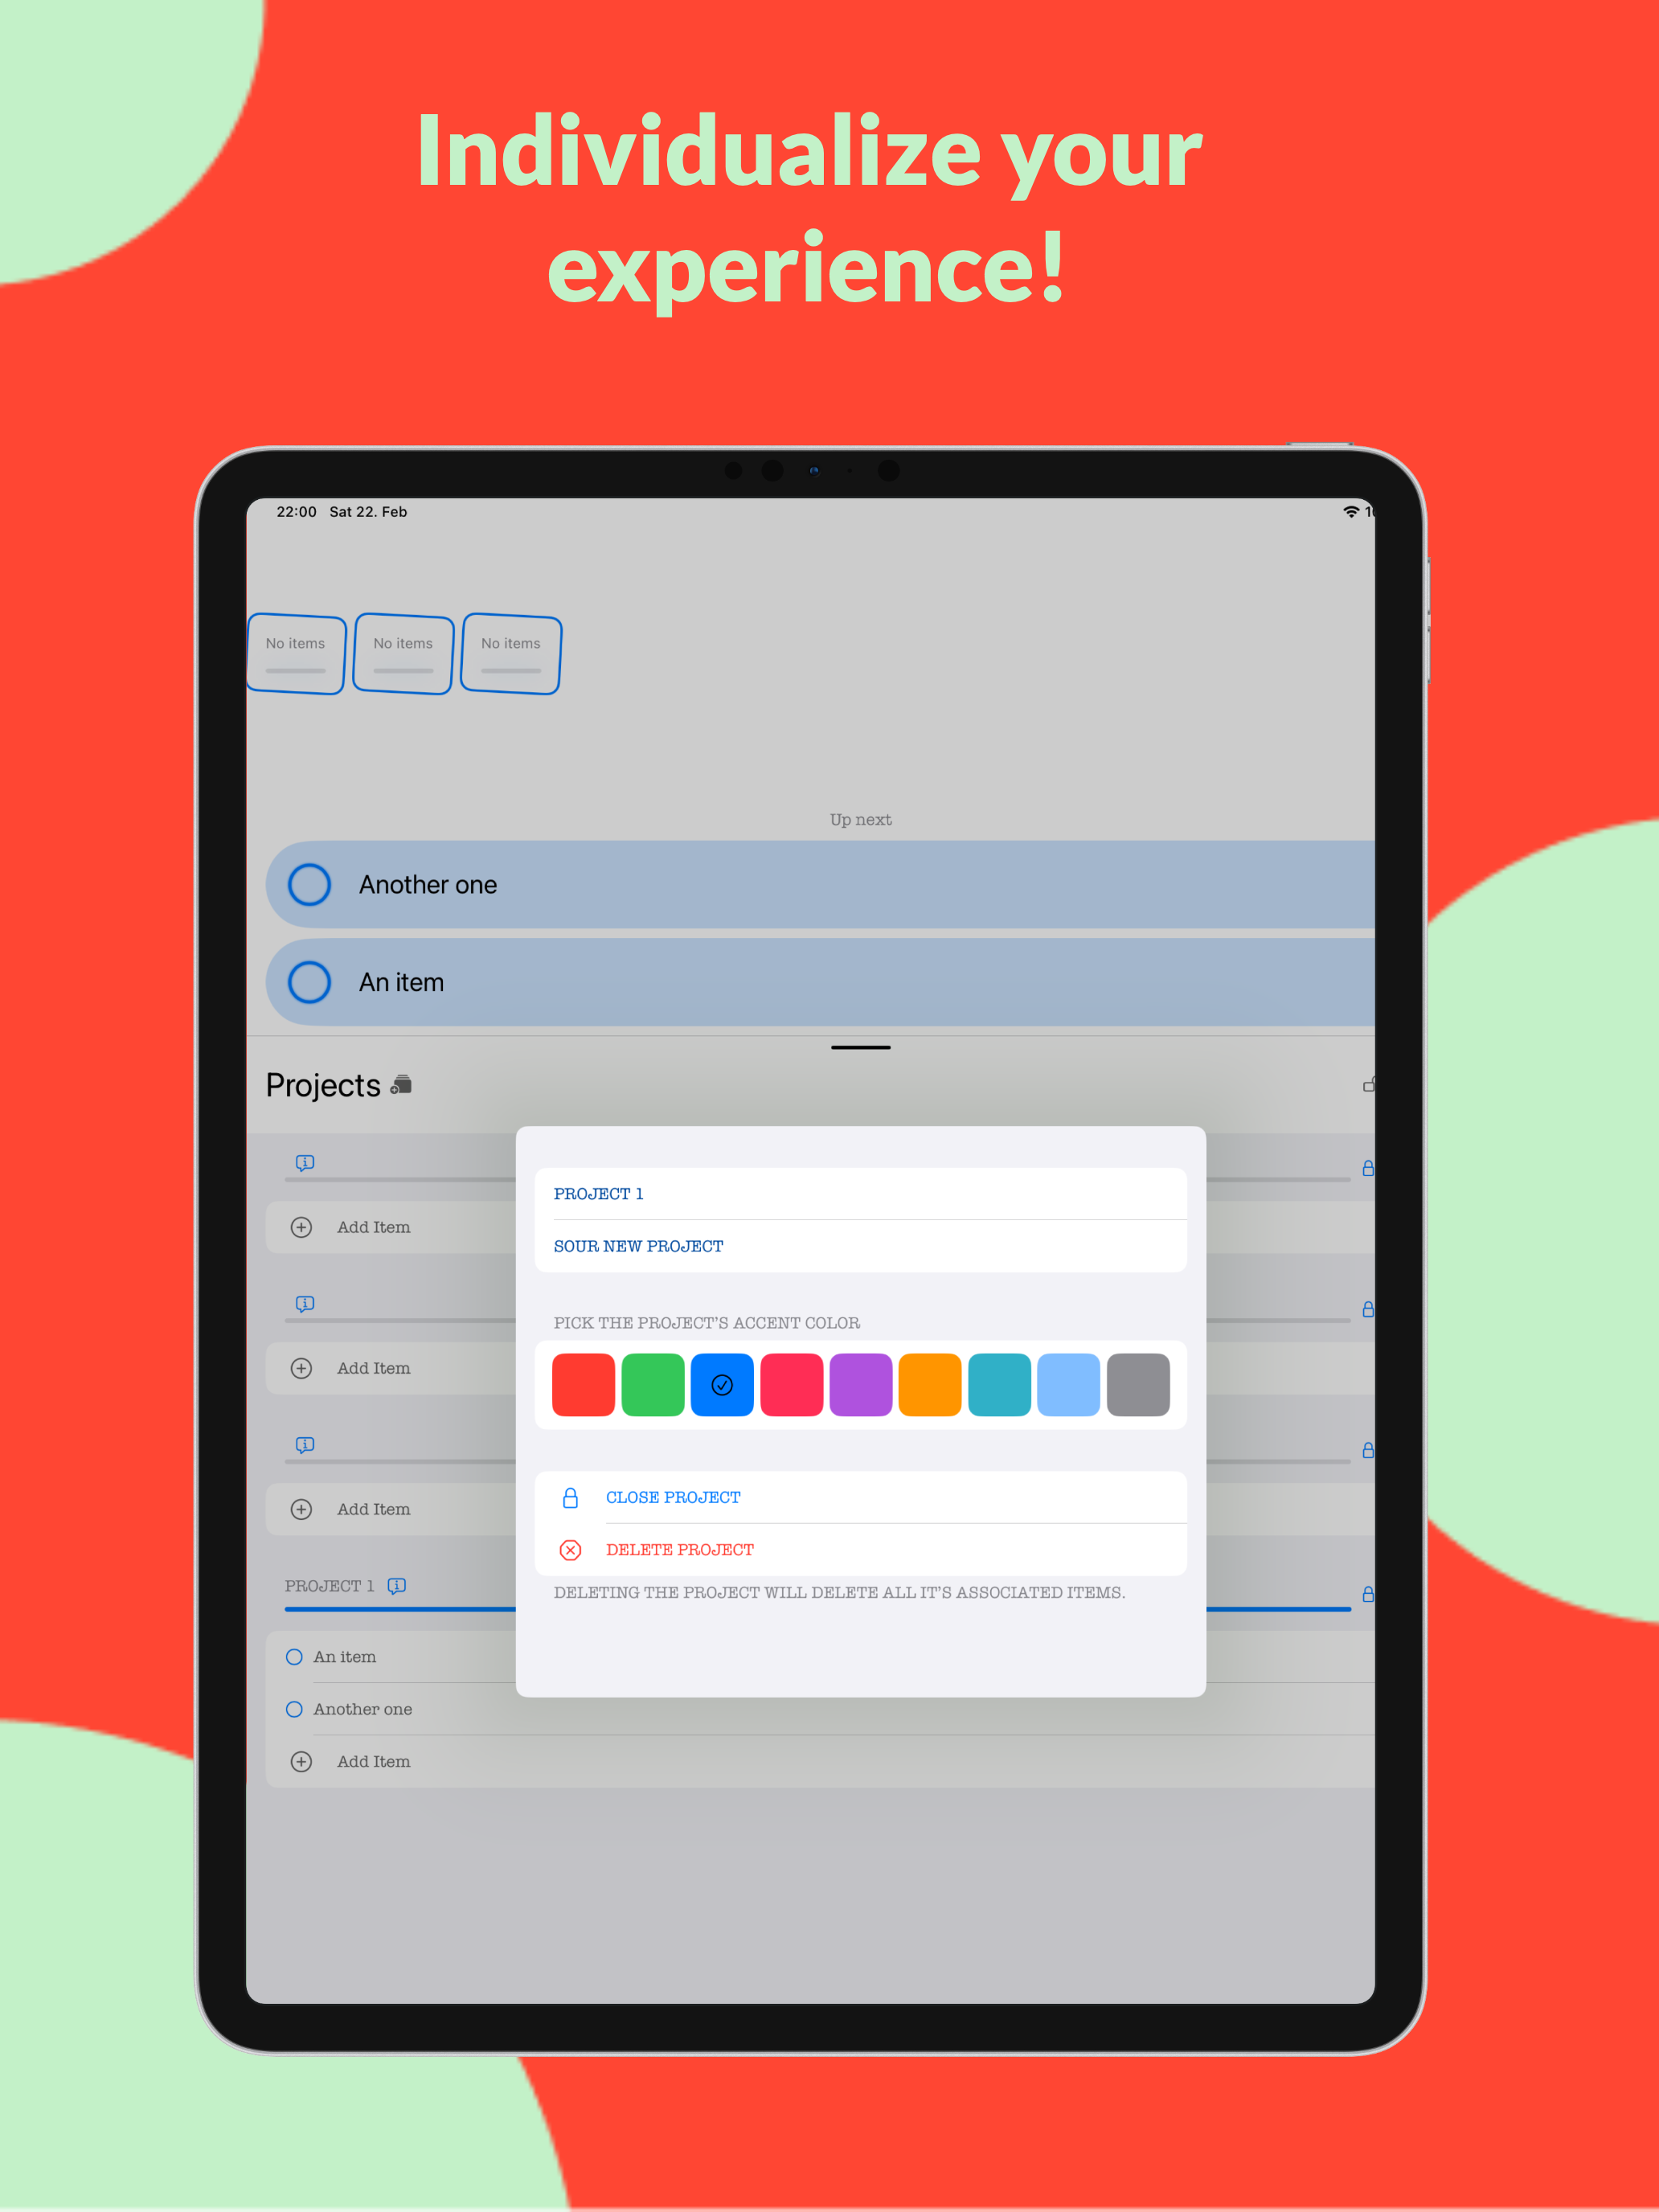 Individualize your
experience!
22:00 Sat 22. Feb
No items No items No items
Up next
Another one
An item
Projects
Add Item
Add Item
Add Item
PROJECT 1
An item
Another one
Add Item
PROJECT 1
SOUR NEW PROJECT
PICK THE PROJECT'S ACCENT COLOR
CLOSE PROJECT
DELETE PROJECT
DELETING THE PROJECT WILL DELETE ALL IT'S ASSOCIATED ITEMS.